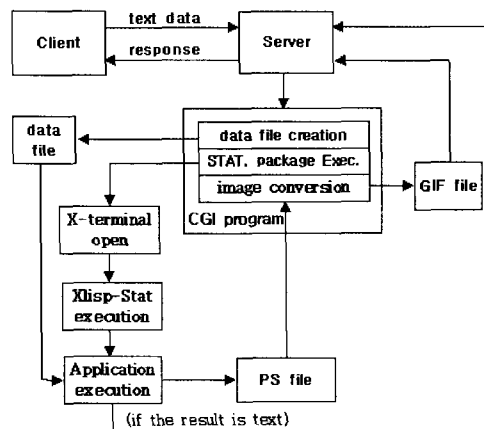 Client
text data
response
Server
data
file
data file creation
STAT. package Exec.
image conversion
CGI program
GIF file
X-terminal
open
Xlisp-Stat
execution
Application
execution
PS file
(if the result is text)